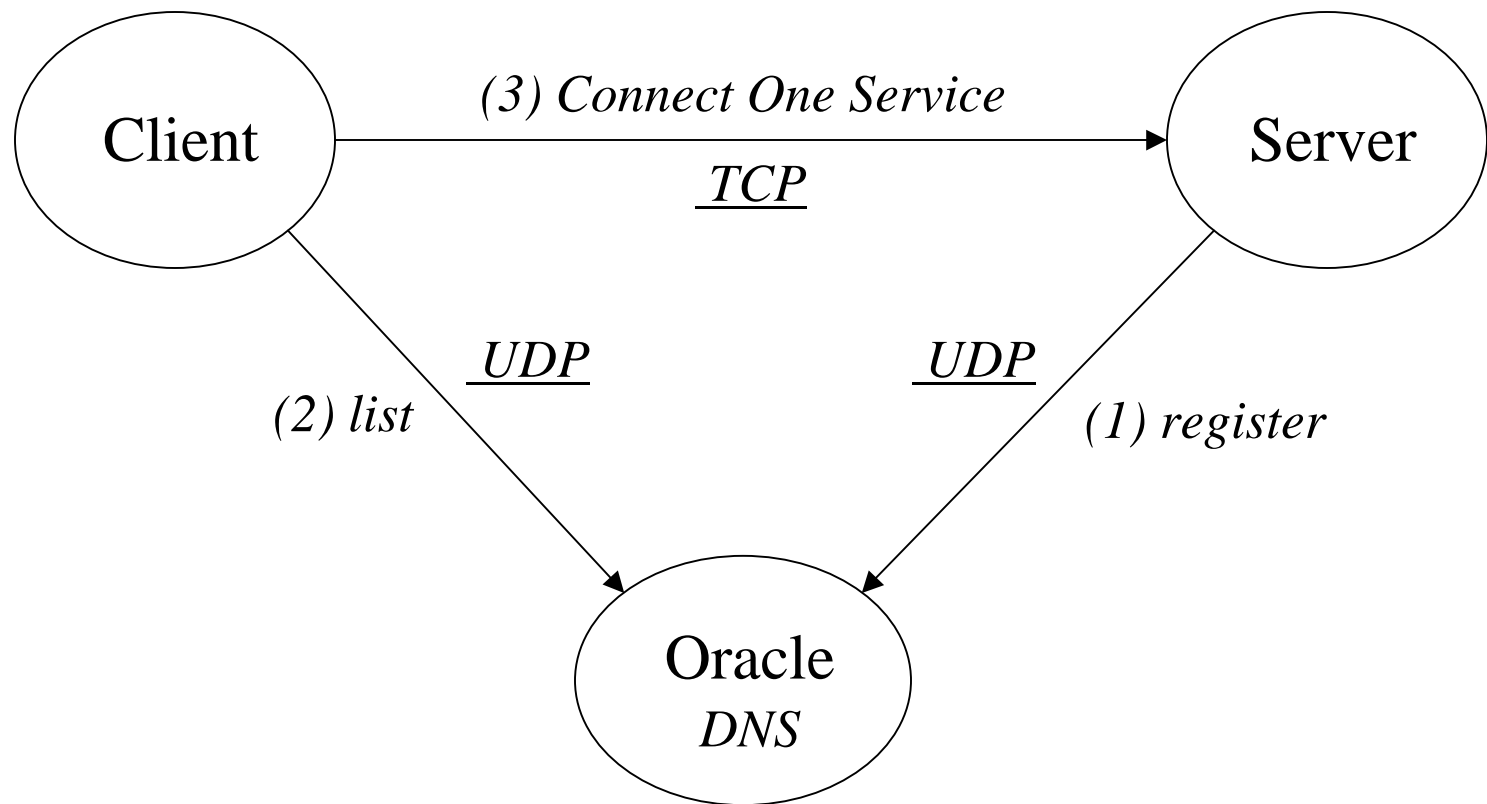 (3) Connect One Service
Client
Server
TCP
UDP
UDP
(2) list
(1) register
Oracle
DNS